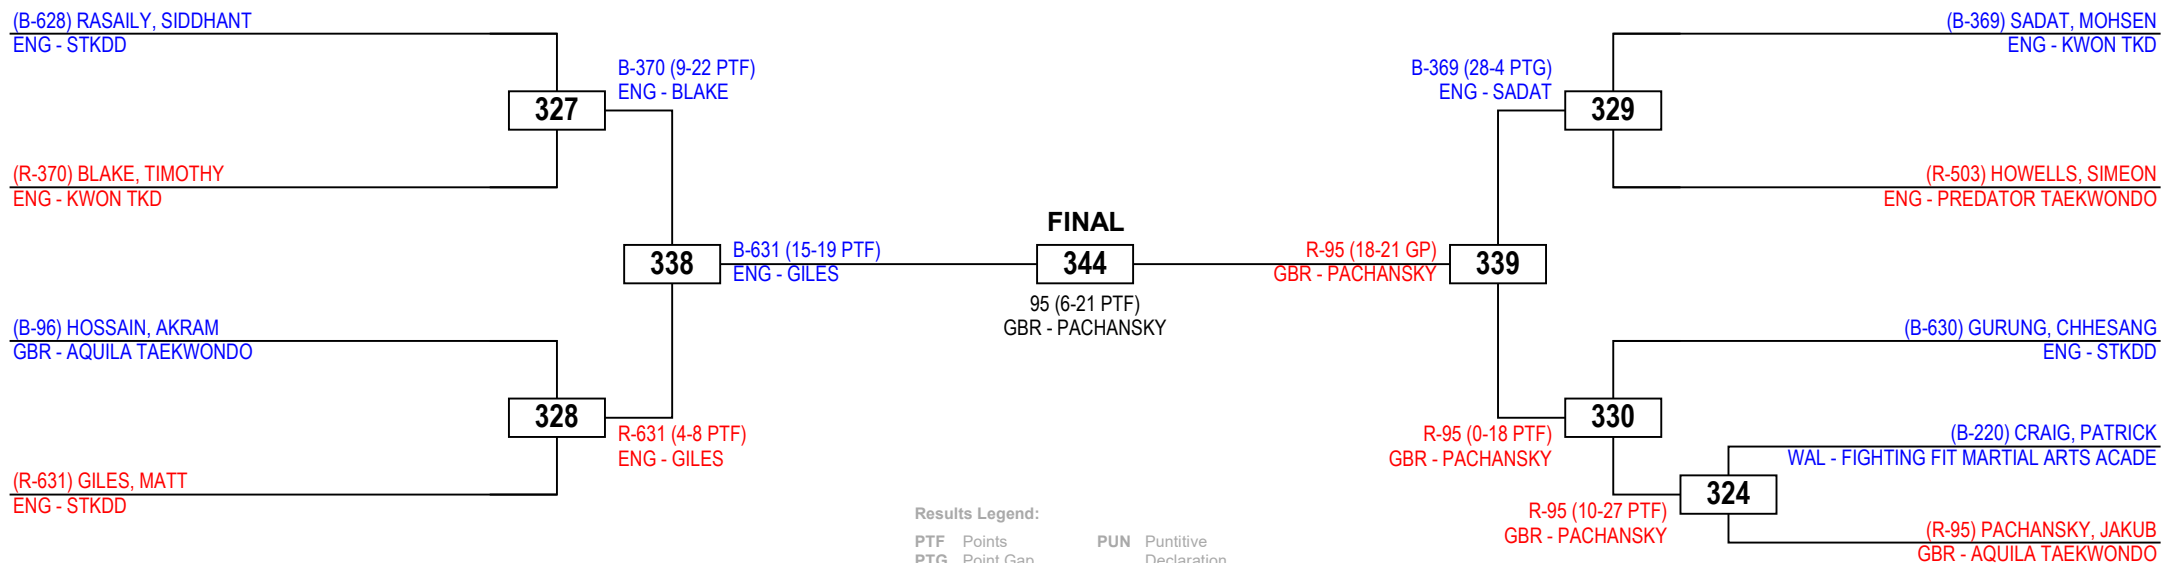 (B-628) RASAILY, SIDDHANT
ENG - STKDD
(R-370) BLAKE, TIMOTHY
ENG - KWON TKD
(B-96) HOSSAIN, AKRAM
GBR - AQUILA TAEKWONDO
(R-631) GILES, MATT
ENG - STKDD
327
328
B-370 (9-22 PTF)
ENG - BLAKE
R-631 (4-8 PTF)
ENG - GILES
338
B-631 (15-19 PTF)
ENG - GILES
FINAL
344
95 (6-21 PTF)
GBR - PACHANSKY
R-95 (18-21 GP)
GBR - PACHANSKY
339
B-369 (28-4 PTG)
ENG - SADAT
R-95 (0-18 PTF)
GBR - PACHANSKY
329
330
R-95 (10-27 PTF)
GBR - PACHANSKY
324
(B-369) SADAT, MOHSEN
ENG - KWON TKD
(R-503) HOWELLS, SIMEON
ENG - PREDATOR TAEKWONDO
(B-630) GURUNG, CHHESANG
ENG - STKDD
(B-220) CRAIG, PATRICK
WAL - FIGHTING FIT MARTIAL ARTS ACADE
(R-95) PACHANSKY, JAKUB
GBR - AQUILA TAEKWONDO
Results Legend:
PTF Points PUN Puntitive
PTG Point Gap Declaration